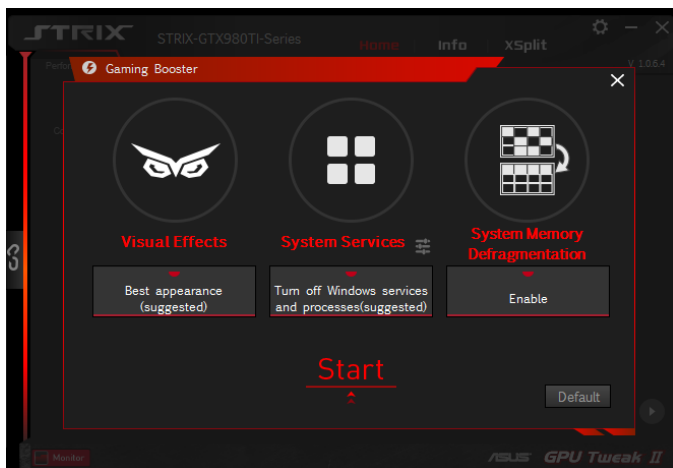 STRIX
STRIX-GTX980TI-Series
Home
Info
XSplit
Perfor
V 1.0.6.4
Gaming Booster
Visual Effects
System Services
System Memory
Defragmentation
Best appearance
(suggested)
Turn off Windows services
and processes(suggested)
Enable
Start
Default
Monitor
ASUS GPU Tweak II